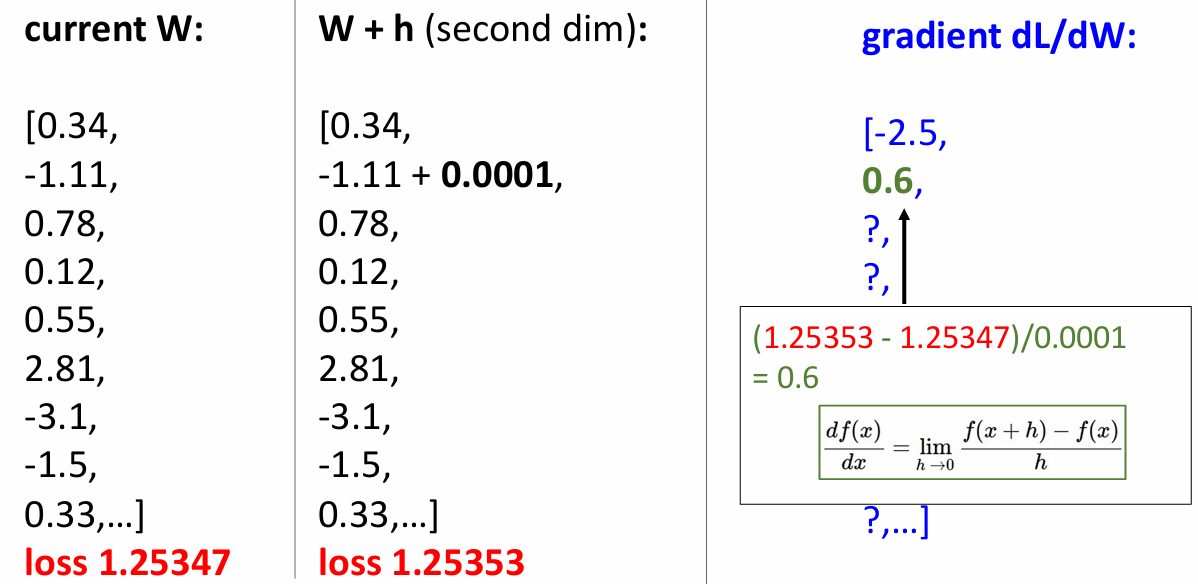 current W:
[0.34,
-1.11,
0.78,
0.12,
0.55,
2.81,
-3.1,
-1.5,
0.33,...]
loss 1.25347
W + h (second dim):
[0.34,
-1.11 + 0.0001,
0.78,
0.12,
0.55,
2.81,
-3.1,
-1.5,
0.33,...]
loss 1.25353
gradient dL/dW:
[-2.5,
0.6,
?,
?,
(1.25353 - 1.25347)/0.0001
= 0.6
df(x)/dx = lim h→0 (f(x + h) − f(x))/h
?,...]